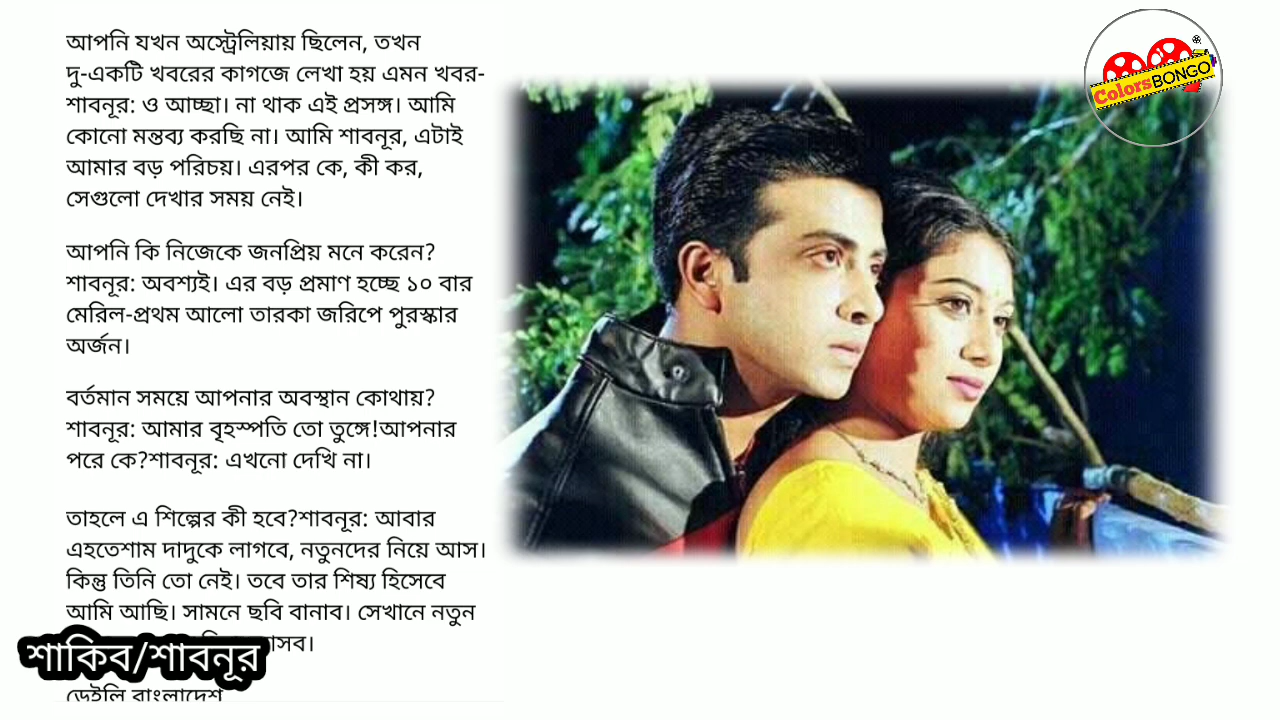 আপনি যখন অস্ট্রেলিয়ায় ছিলেন, তখন
দু-একটি খবরের কাগজে লেখা হয় এমন খবর-
শাবনূর: ও আচ্ছা। না থাক এই প্রসঙ্গ। আমি
কোনো মন্তব্য করছি না। আমি শাবনূর, এটাই
আমার বড় পরিচয়। এরপর কে, কী কর,
সেগুলো দেখার সময় নেই।
আপনি কি নিজেকে জনপ্রিয় মনে করেন?
শাবনূর: অবশ্যই। এর বড় প্রমাণ হচ্ছে ১০ বার
মেরিল-প্রথম আলো তারকা জরিপে পুরস্কার
অর্জন।
বর্তমান সময়ে আপনার অবস্থান কোথায়?
শাবনূর: আমার বৃহস্পতি তো তুঙ্গে!আপনার
পরে কে?শাবনূর: এখনো দেখি না।
তাহলে এ শিল্পের কী হবে?শাবনূর: আবার
এহতেশাম দাদুকে লাগবে, নতুনদের নিয়ে আস।
কিন্তু তিনি তো নেই। তবে তার শিষ্য হিসেবে
আমি আছি। সামনে ছবি বানাব। সেখানে নতুন
শাকিব/শাবনূর
ডেইলি বাংলাদেশ
ColorsBONGO